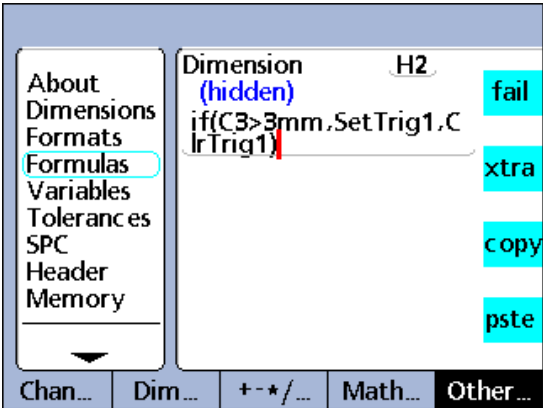 About
Dimensions
Formats
Formulas
Variables
Tolerances
SPC
Header
Memory
Dimension H2
(hidden)
if(C3>3mm,SetTrig1,C
lrTrig1)
fail
xtra
copy
pste
Chan... Dim... +-*/... Math... Other...